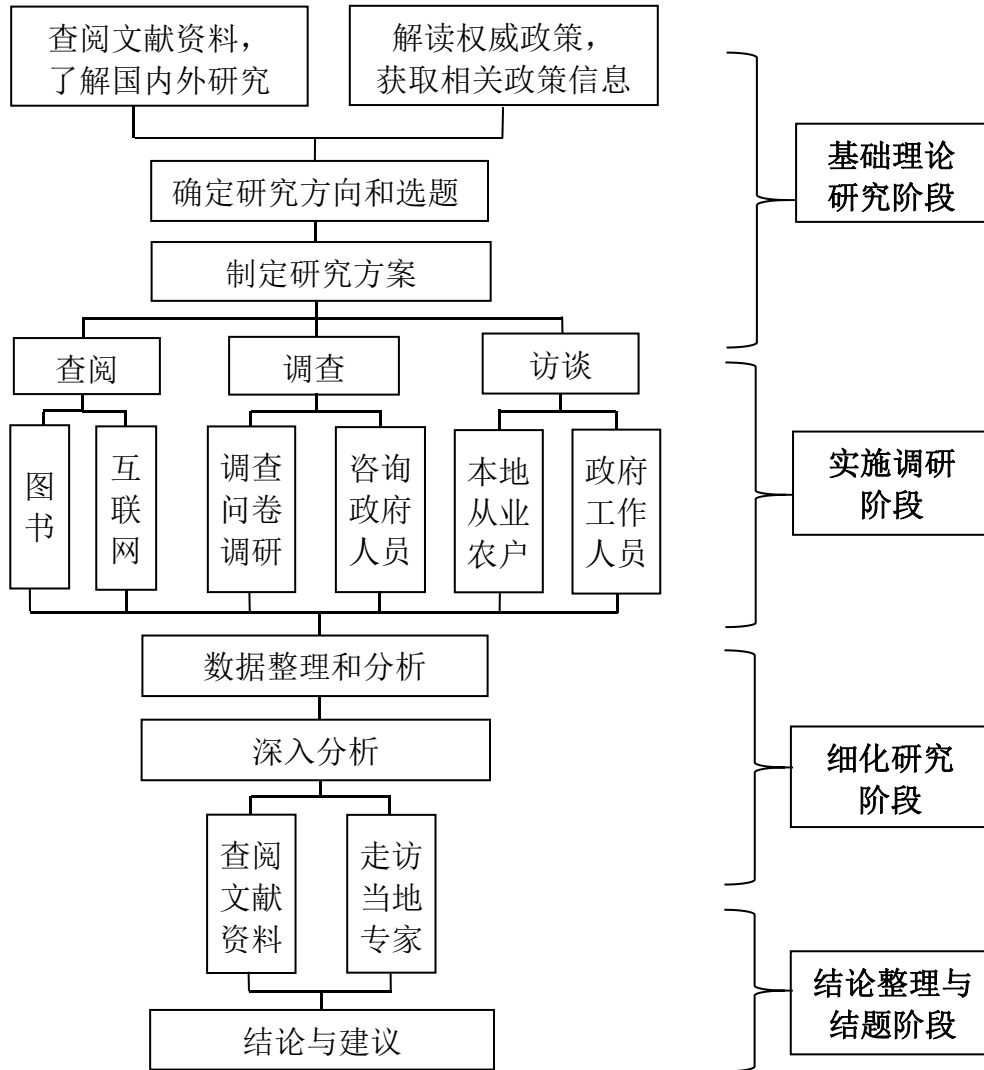 查阅文献资料，
了解国内外研究
解读权威政策，
获取相关政策信息
基础理论
研究阶段
确定研究方向和选题
制定研究方案
查阅
调查
访谈
图书
互联网
调查
问卷
调研
咨询
政府
人员
本地
从业
农户
政府
工作
人员
实施调研
阶段
数据整理和分析
深入分析
细化研究
阶段
查阅
文献
资料
走访
当地
专家
结论整理与
结题阶段
结论与建议